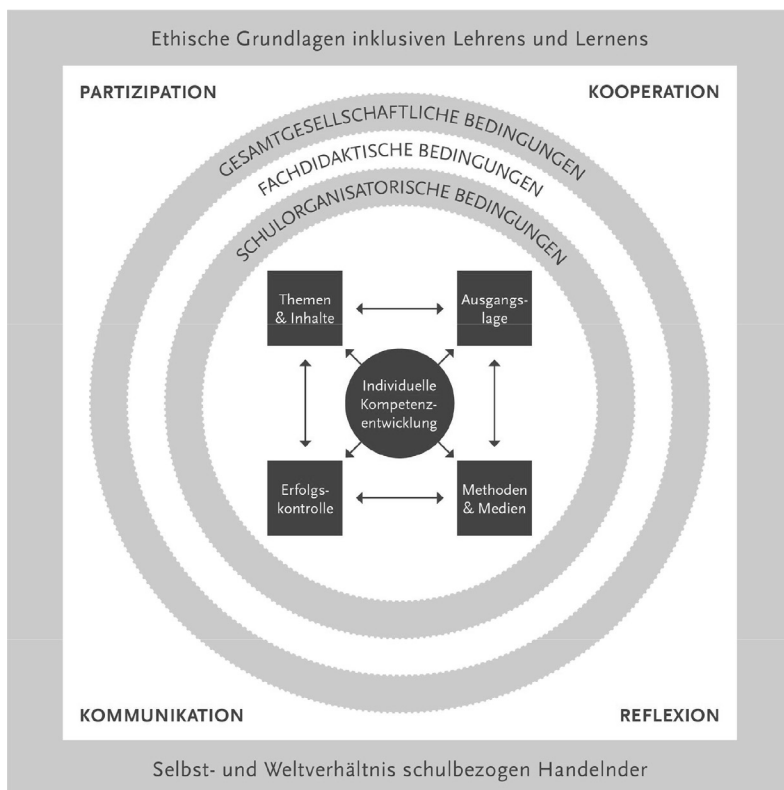 Ethische Grundlagen inklusiven Lehrens und Lernens
PARTIZIPATION
KOOPERATION
GESAMTGESELLSCHAFTLICHE BEDINGUNGEN
FACHDIDAKTISCHE BEDINGUNGEN
SCHULORGANISATORISCHE BEDINGUNGEN
Themen
& Inhalte
Ausgangs-
lage
Individuelle
Kompetenz-
entwicklung
Erfolgs-
kontrolle
Methoden
& Medien
KOMMUNIKATION
REFLEXION
Selbst- und Weltverhältnis schulbezogen Handelnder